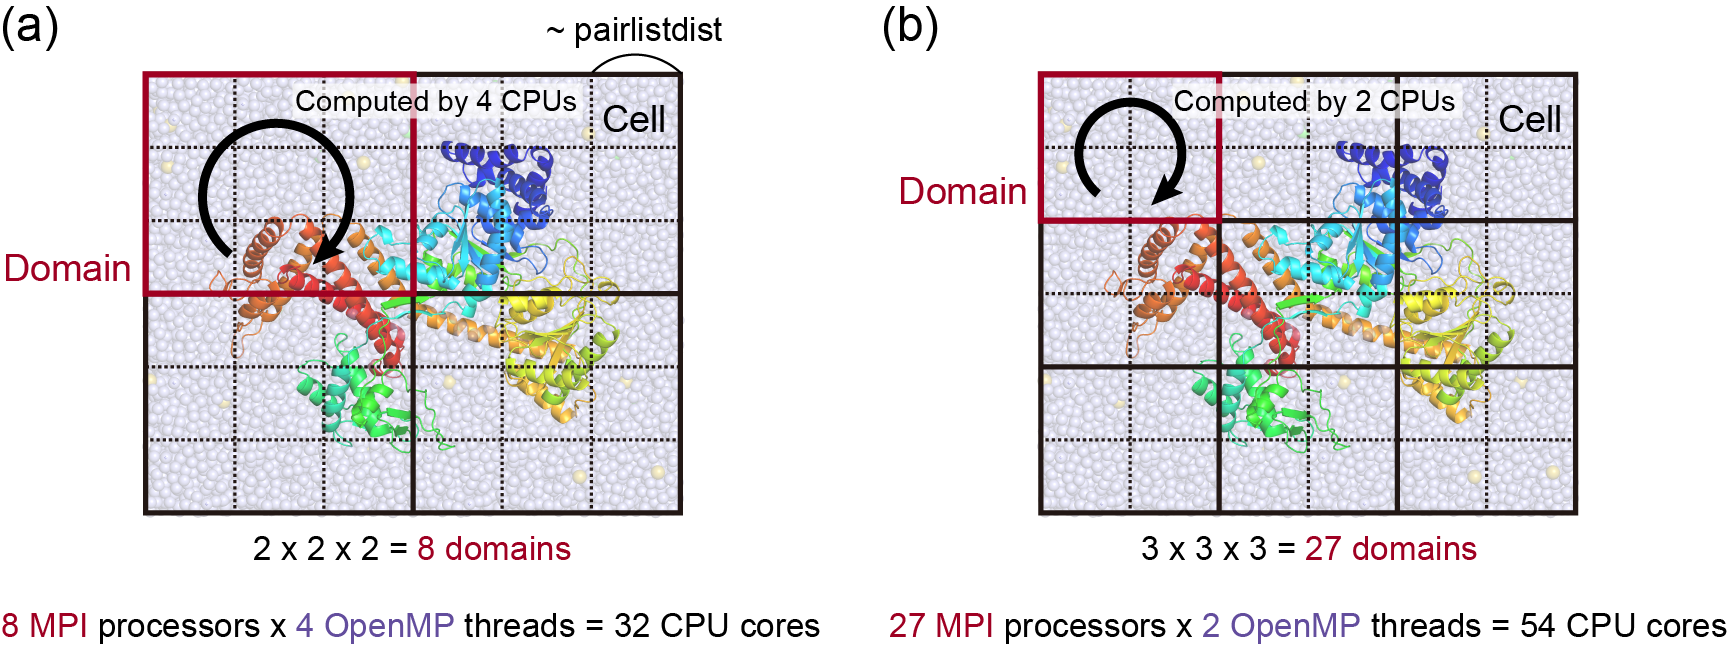 (a)
~ pairlistdist
Computed by 4 CPUs
Cell
Domain
2 x 2 x 2 = 8 domains
8 MPI processors x 4 OpenMP threads = 32 CPU cores
(b)
Computed by 2 CPUs
Cell
Domain
3 x 3 x 3 = 27 domains
27 MPI processors x 2 OpenMP threads = 54 CPU cores